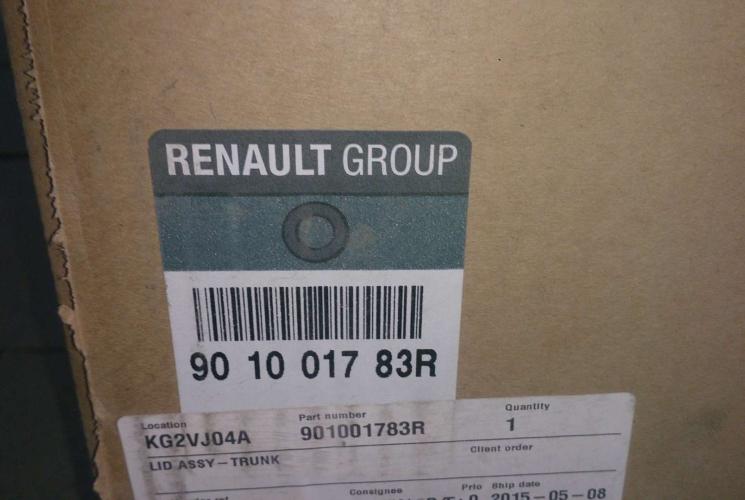 RENAULT GROUP
90 10 017 83R
Location
Part number
Quantity
KG2VJ04A
901001783R
1
LID ASSY-TRUNK
Client order
Consignee
Prio
Ship date
0
2015-05-08